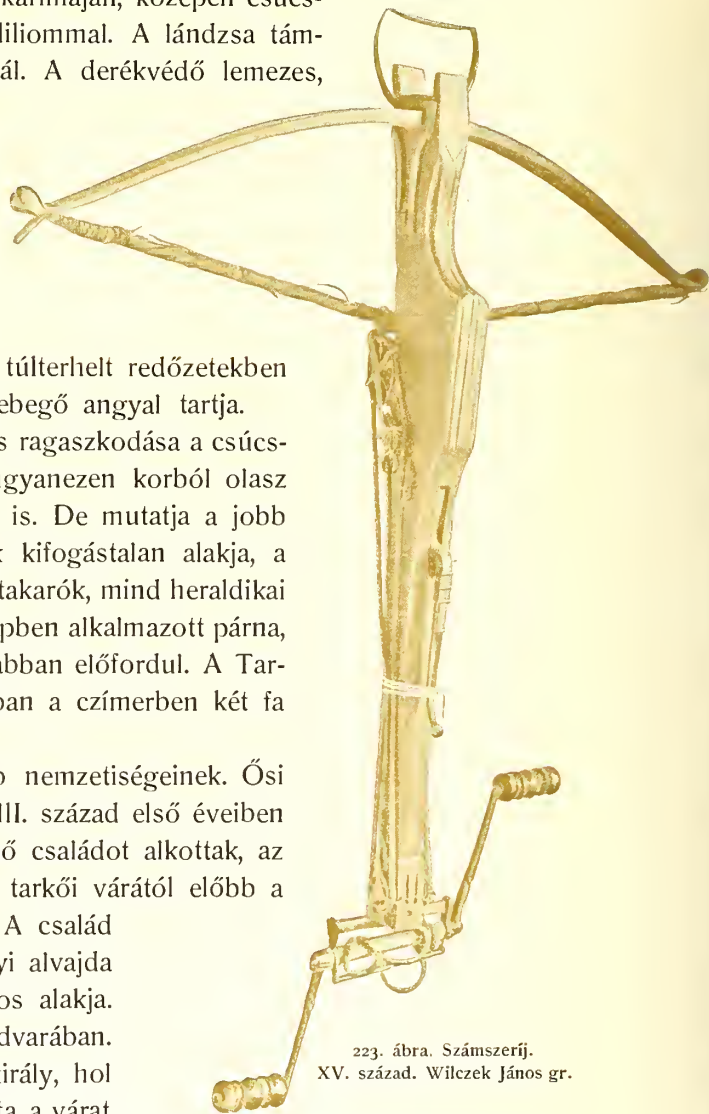 karimáján, középen csúcs-
liliommal. A lándzsa tám-
ál. A derékvédő lemezes,
túlterhelt redőzetekben
ebegő angyal tartja.
s ragaszkodása a csúcs-
gyanezen korból olasz
is. De mutatja a jobb
kifogástalan alakja, a
takarók, mind heraldikai
pben alkalmazott párna,
abban előfordul. A Tar-
ban a czímerben két fa
nemzetiségeinek. Ősi
III. század első éveiben
ő családot alkottak, az
tarkői várától előbb a
A család
yi alvajda
os alakja.
dvarában.
király, hol
ta a várat
223. ábra. Számszeríj.
XV. század. Wilczek János gr.